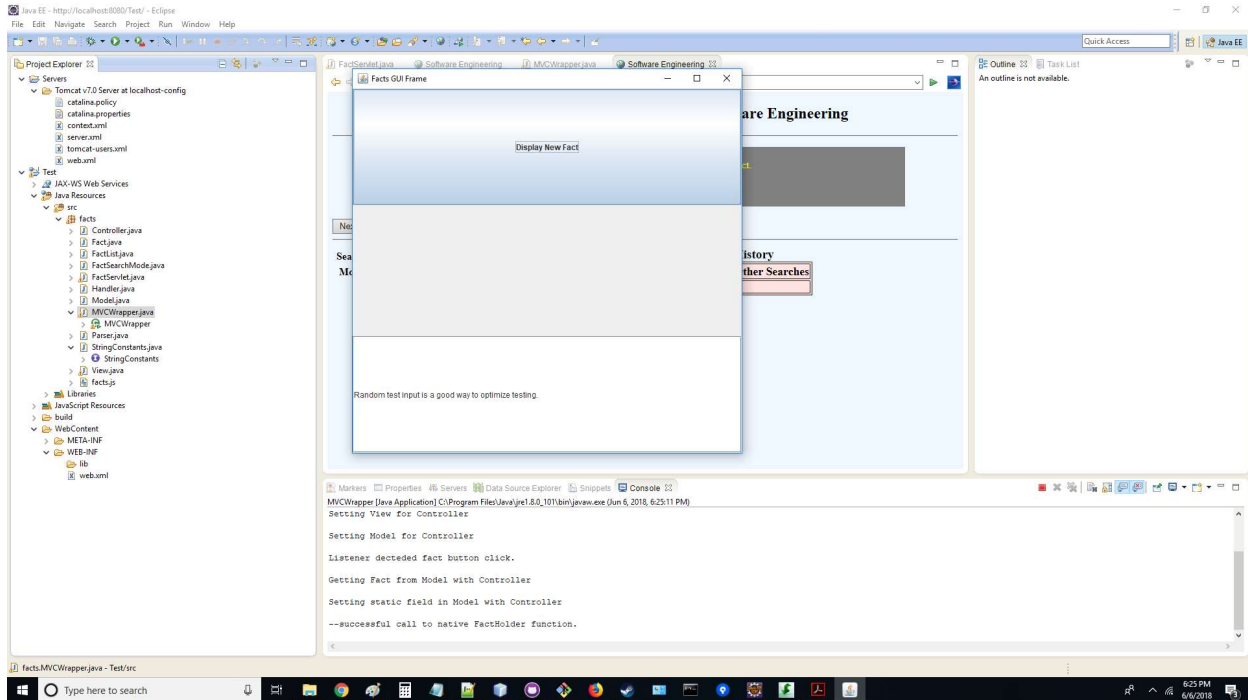 Java EE - http://localhost:8080/Test/ - Eclipse
File Edit Navigate Search Project Run Window Help
Quick Access
Java EE
Project Explorer
Servers
Tomcat v7.0 Server at localhost-config
catalina.policy
catalina.properties
context.xml
server.xml
tomcat-users.xml
web.xml
Test
JAX-WS Web Services
Java Resources
src
facts
Controller.java
Fact.java
FactList.java
FactSearchMode.java
FactServlet.java
Handler.java
Model.java
MVCWrapper.java
MVCWrapper
Parser.java
StringConstants.java
StringConstants
View.java
facts.js
Libraries
JavaScript Resources
build
WebContent
META-INF
WEB-INF
lib
web.xml
FactServlet.java Software Engineering MVCWrapper.java Software Engineering
Facts GUI Frame
Display New Fact
Random test input is a good way to optimize testing.
are Engineering
ct.
Ne
Sea
istory
Mo
ther Searches
Outline Task List
An outline is not available.
Markers Properties Servers Data Source Explorer Snippets Console
MVCWrapper [Java Application] C:\Program Files\Java\jre1.8.0_101\bin\javaw.exe (Jun 6, 2018, 6:25:11 PM)
Setting View for Controller
Setting Model for Controller
Listener decteded fact button click.
Getting Fact from Model with Controller
Setting static field in Model with Controller
--successful call to native FactHolder function.
facts.MVCWrapper.java - Test/src
Type here to search
6:25 PM
6/6/2018